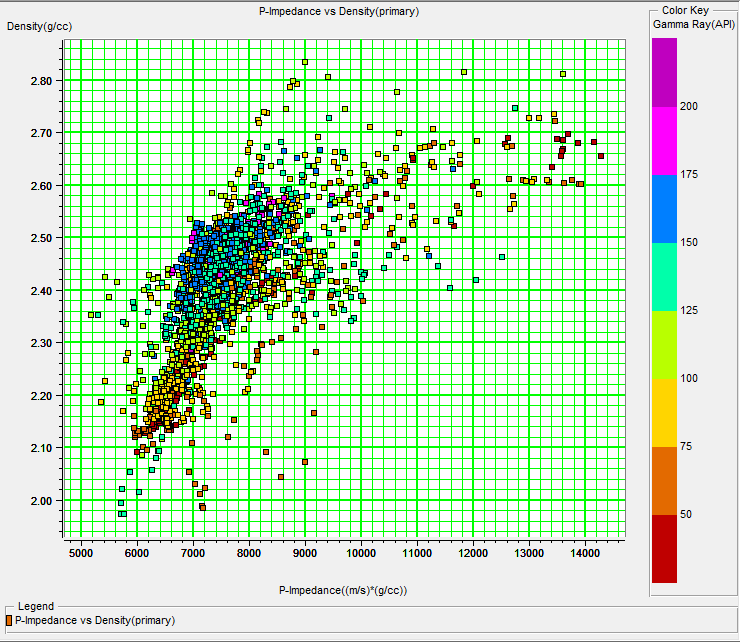 P-Impedance vs Density(primary)
Density(g/cc)
2.80
2.70
2.60
2.50
2.40
2.30
2.20
2.10
2.00
5000 6000 7000 8000 9000 10000 11000 12000 13000 14000
P-Impedance((m/s)*(g/cc))
Color Key
Gamma Ray(API)
200
175
150
125
100
75
50
Legend
P-Impedance vs Density(primary)